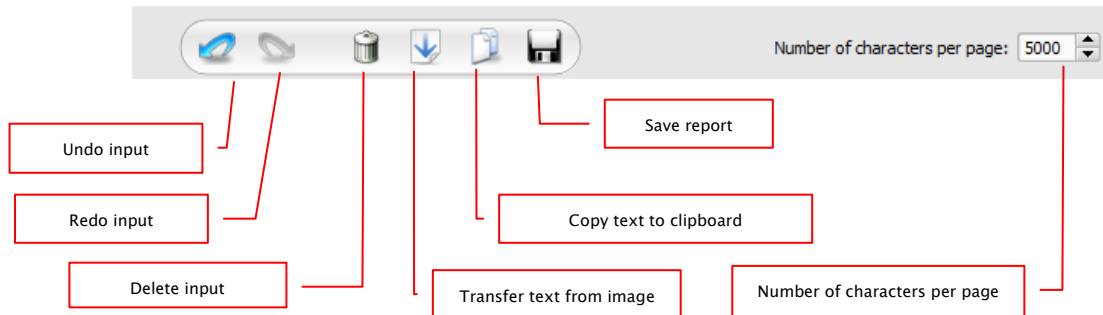 Number of characters per page: 5000
Save report
Undo input
Redo input
Copy text to clipboard
Delete input
Transfer text from image
Number of characters per page